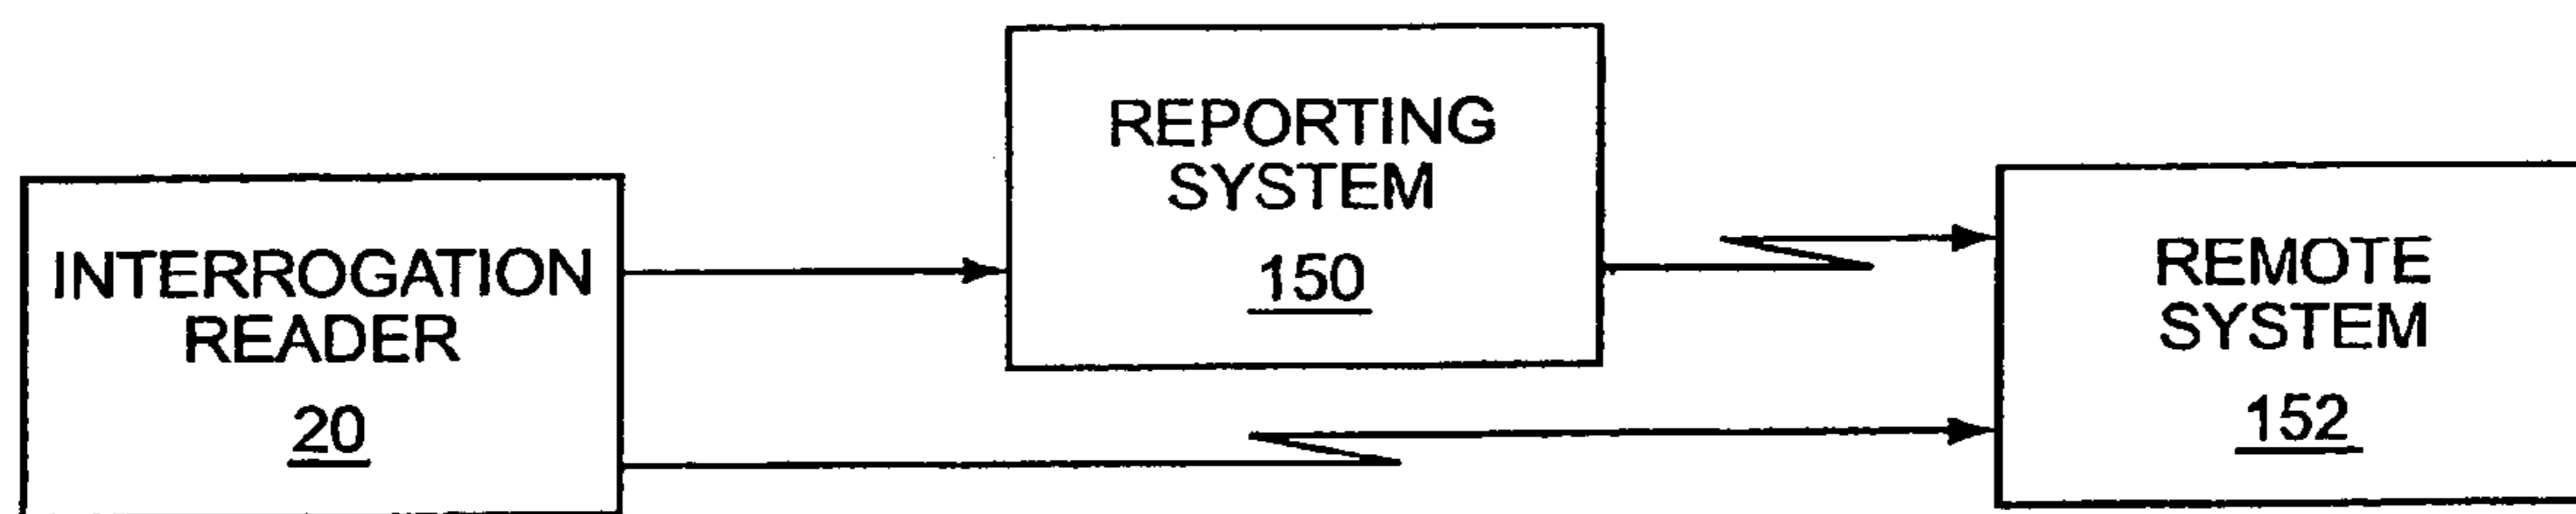 INTERROGATION
READER
20
REPORTING
SYSTEM
150
REMOTE
SYSTEM
152